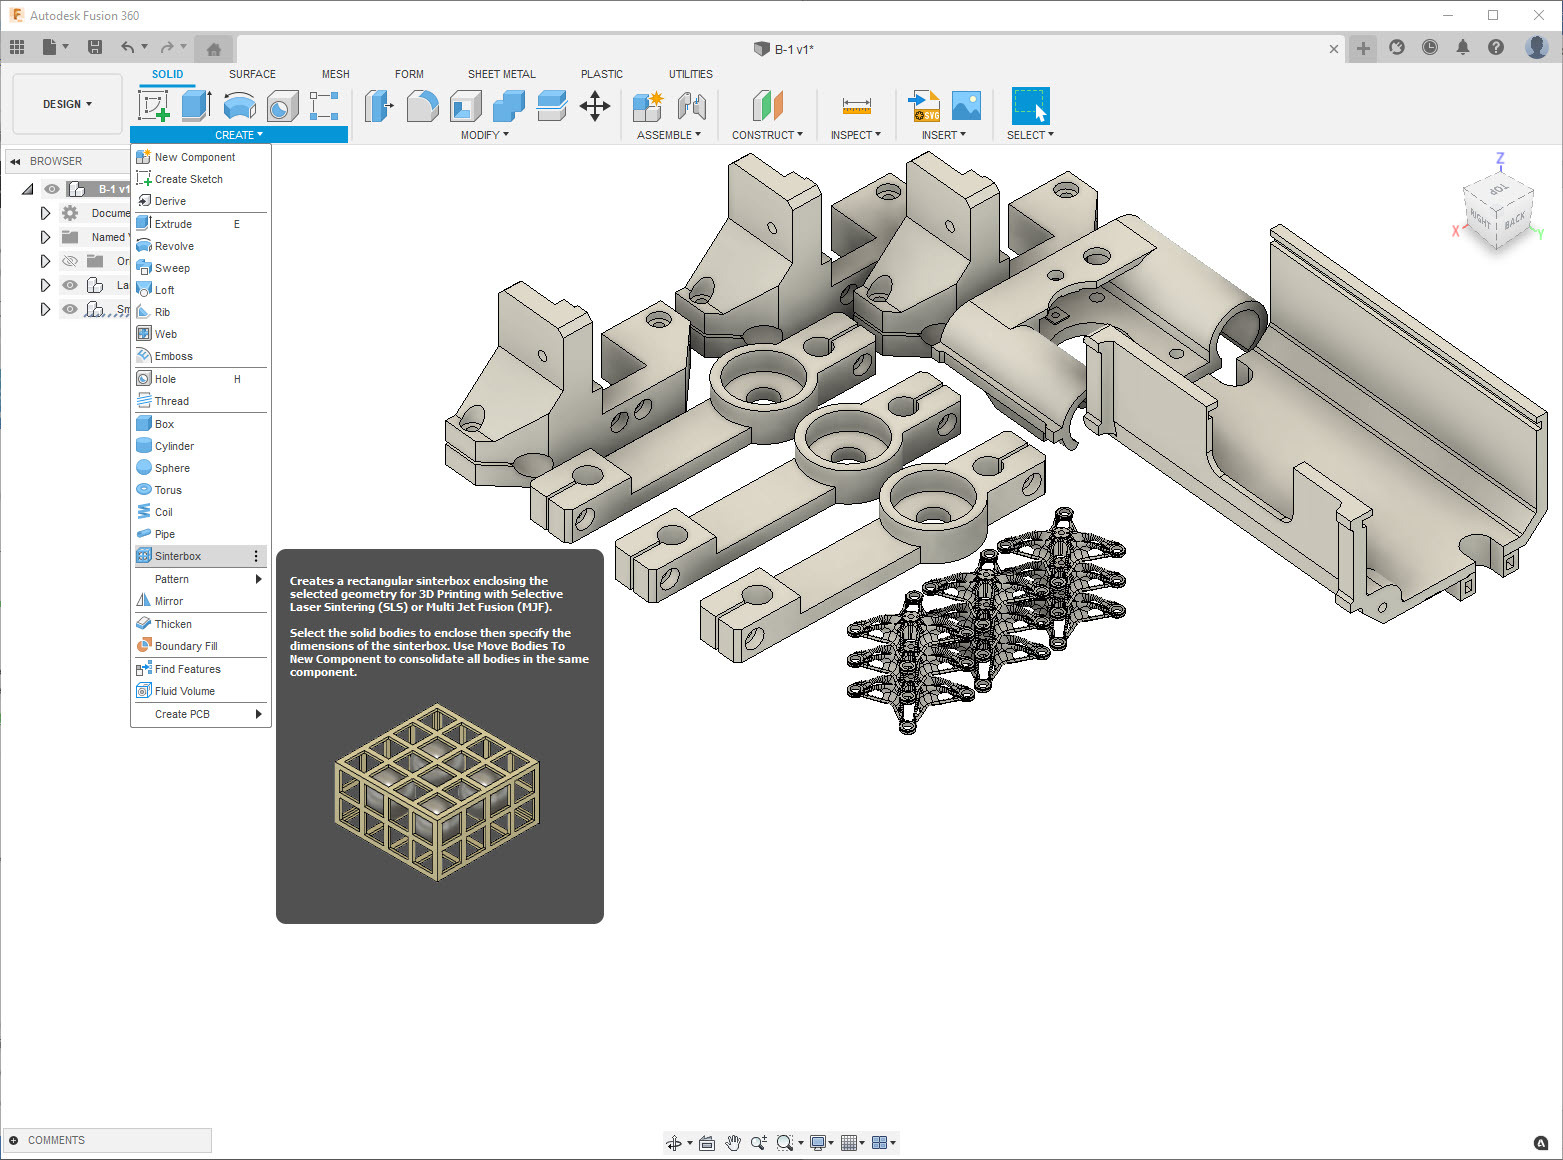 Autodesk Fusion 360
B-1 v1*
SOLID SURFACE MESH FORM SHEET METAL PLASTIC UTILITIES
DESIGN
SVG
CREATE MODIFY ASSEMBLE CONSTRUCT INSPECT INSERT SELECT
BROWSER
B-1 v1
Docume
Named
Or
La
Sm
New Component
Create Sketch
Derive
Extrude E
Revolve
Sweep
Loft
Rib
Web
Emboss
Hole H
Thread
Box
Cylinder
Sphere
Torus
Coil
Pipe
Sinterbox
Pattern
Mirror
Thicken
Boundary Fill
Find Features
Fluid Volume
Create PCB
Creates a rectangular sinterbox enclosing the
selected geometry for 3D Printing with Selective
Laser Sintering (SLS) or Multi Jet Fusion (MJF).
Select the solid bodies to enclose then specify the
dimensions of the sinterbox. Use Move Bodies To
New Component to consolidate all bodies in the same
component.
Z
TOP
RIGHT BACK
X Y
COMMENTS